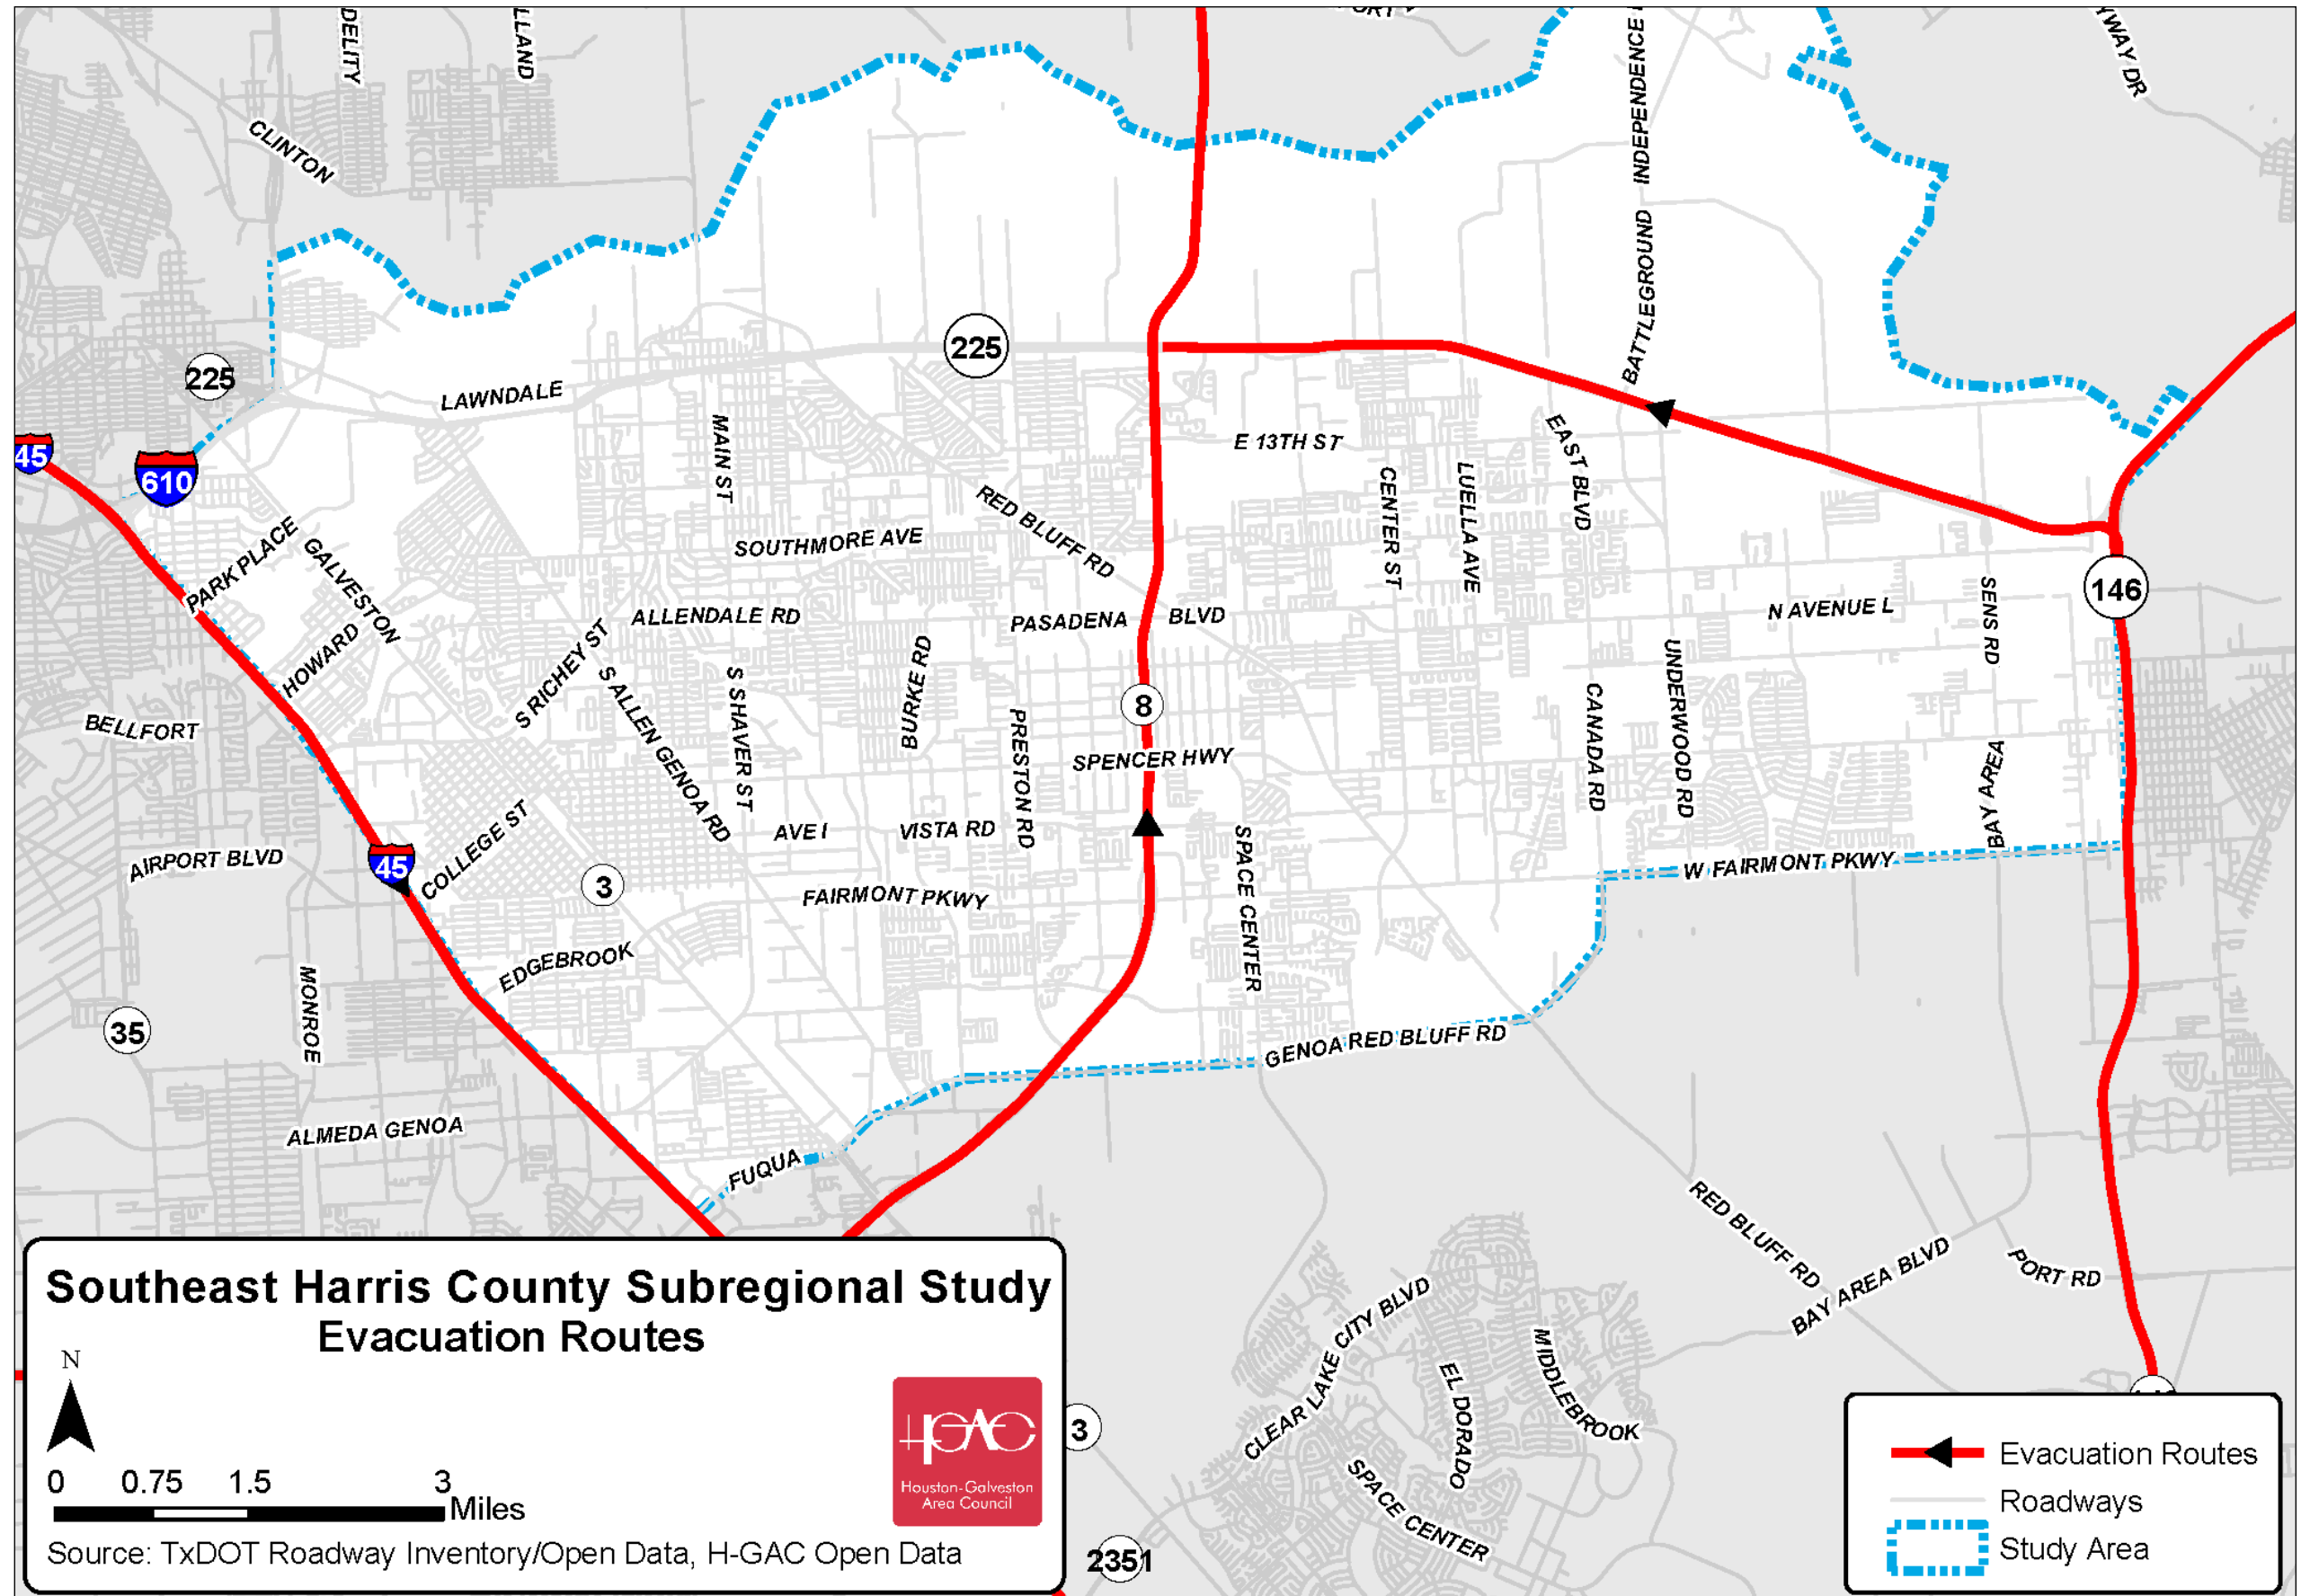 DELITY
LLAND
INDEPENDENCE
YWAY DR
CLINTON
BATTLEGROUND
225
225
LAWNDALE
45
610
MAIN ST
E 13TH ST
EAST BLVD
CENTER ST
LUELLA AVE
RED BLUFF RD
SOUTHMORE AVE
PARK PLACE
GALVESTON
146
ALLENDALE RD
PASADENA BLVD
N AVENUE L
SENS RD
HOWARD
S RICHEY ST
S ALLEN GENOA RD
S SHAVER ST
BURKE RD
PRESTON RD
8
CANADA RD
UNDERWOOD RD
BELLFORT
SPENCER HWY
BAY AREA
COLLEGE ST
AVE I
VISTA RD
SPACE CENTER
AIRPORT BLVD
45
3
W FAIRMONT PKWY
FAIRMONT PKWY
EDGEBROOK
MONROE
35
GENOA RED BLUFF RD
ALMEDA GENOA
FUQUA
RED BLUFF RD
BAY AREA BLVD
PORT RD
CLEAR LAKE CITY BLVD
EL DORADO
MIDDLEBROOK
SPACE CENTER
3
2351
Southeast Harris County Subregional Study
Evacuation Routes
N
0 0.75 1.5 3
Miles
Source: TxDOT Roadway Inventory/Open Data, H-GAC Open Data
HGAC
Houston-Galveston
Area Council
Evacuation Routes
Roadways
Study Area